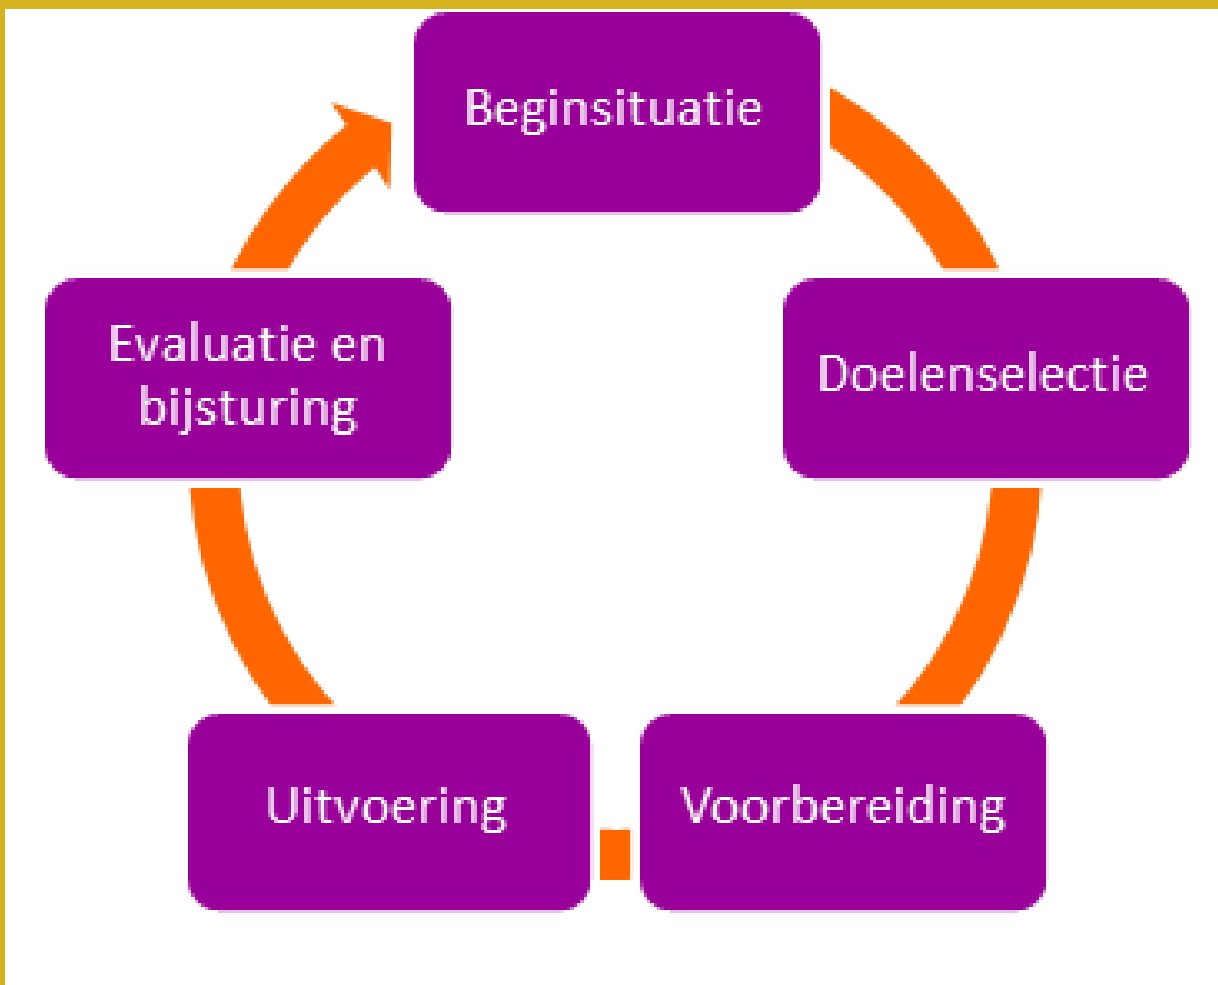 Beginsituatie
Doelenselectie
Voorbereiding
Uitvoering
Evaluatie en
bijsturing